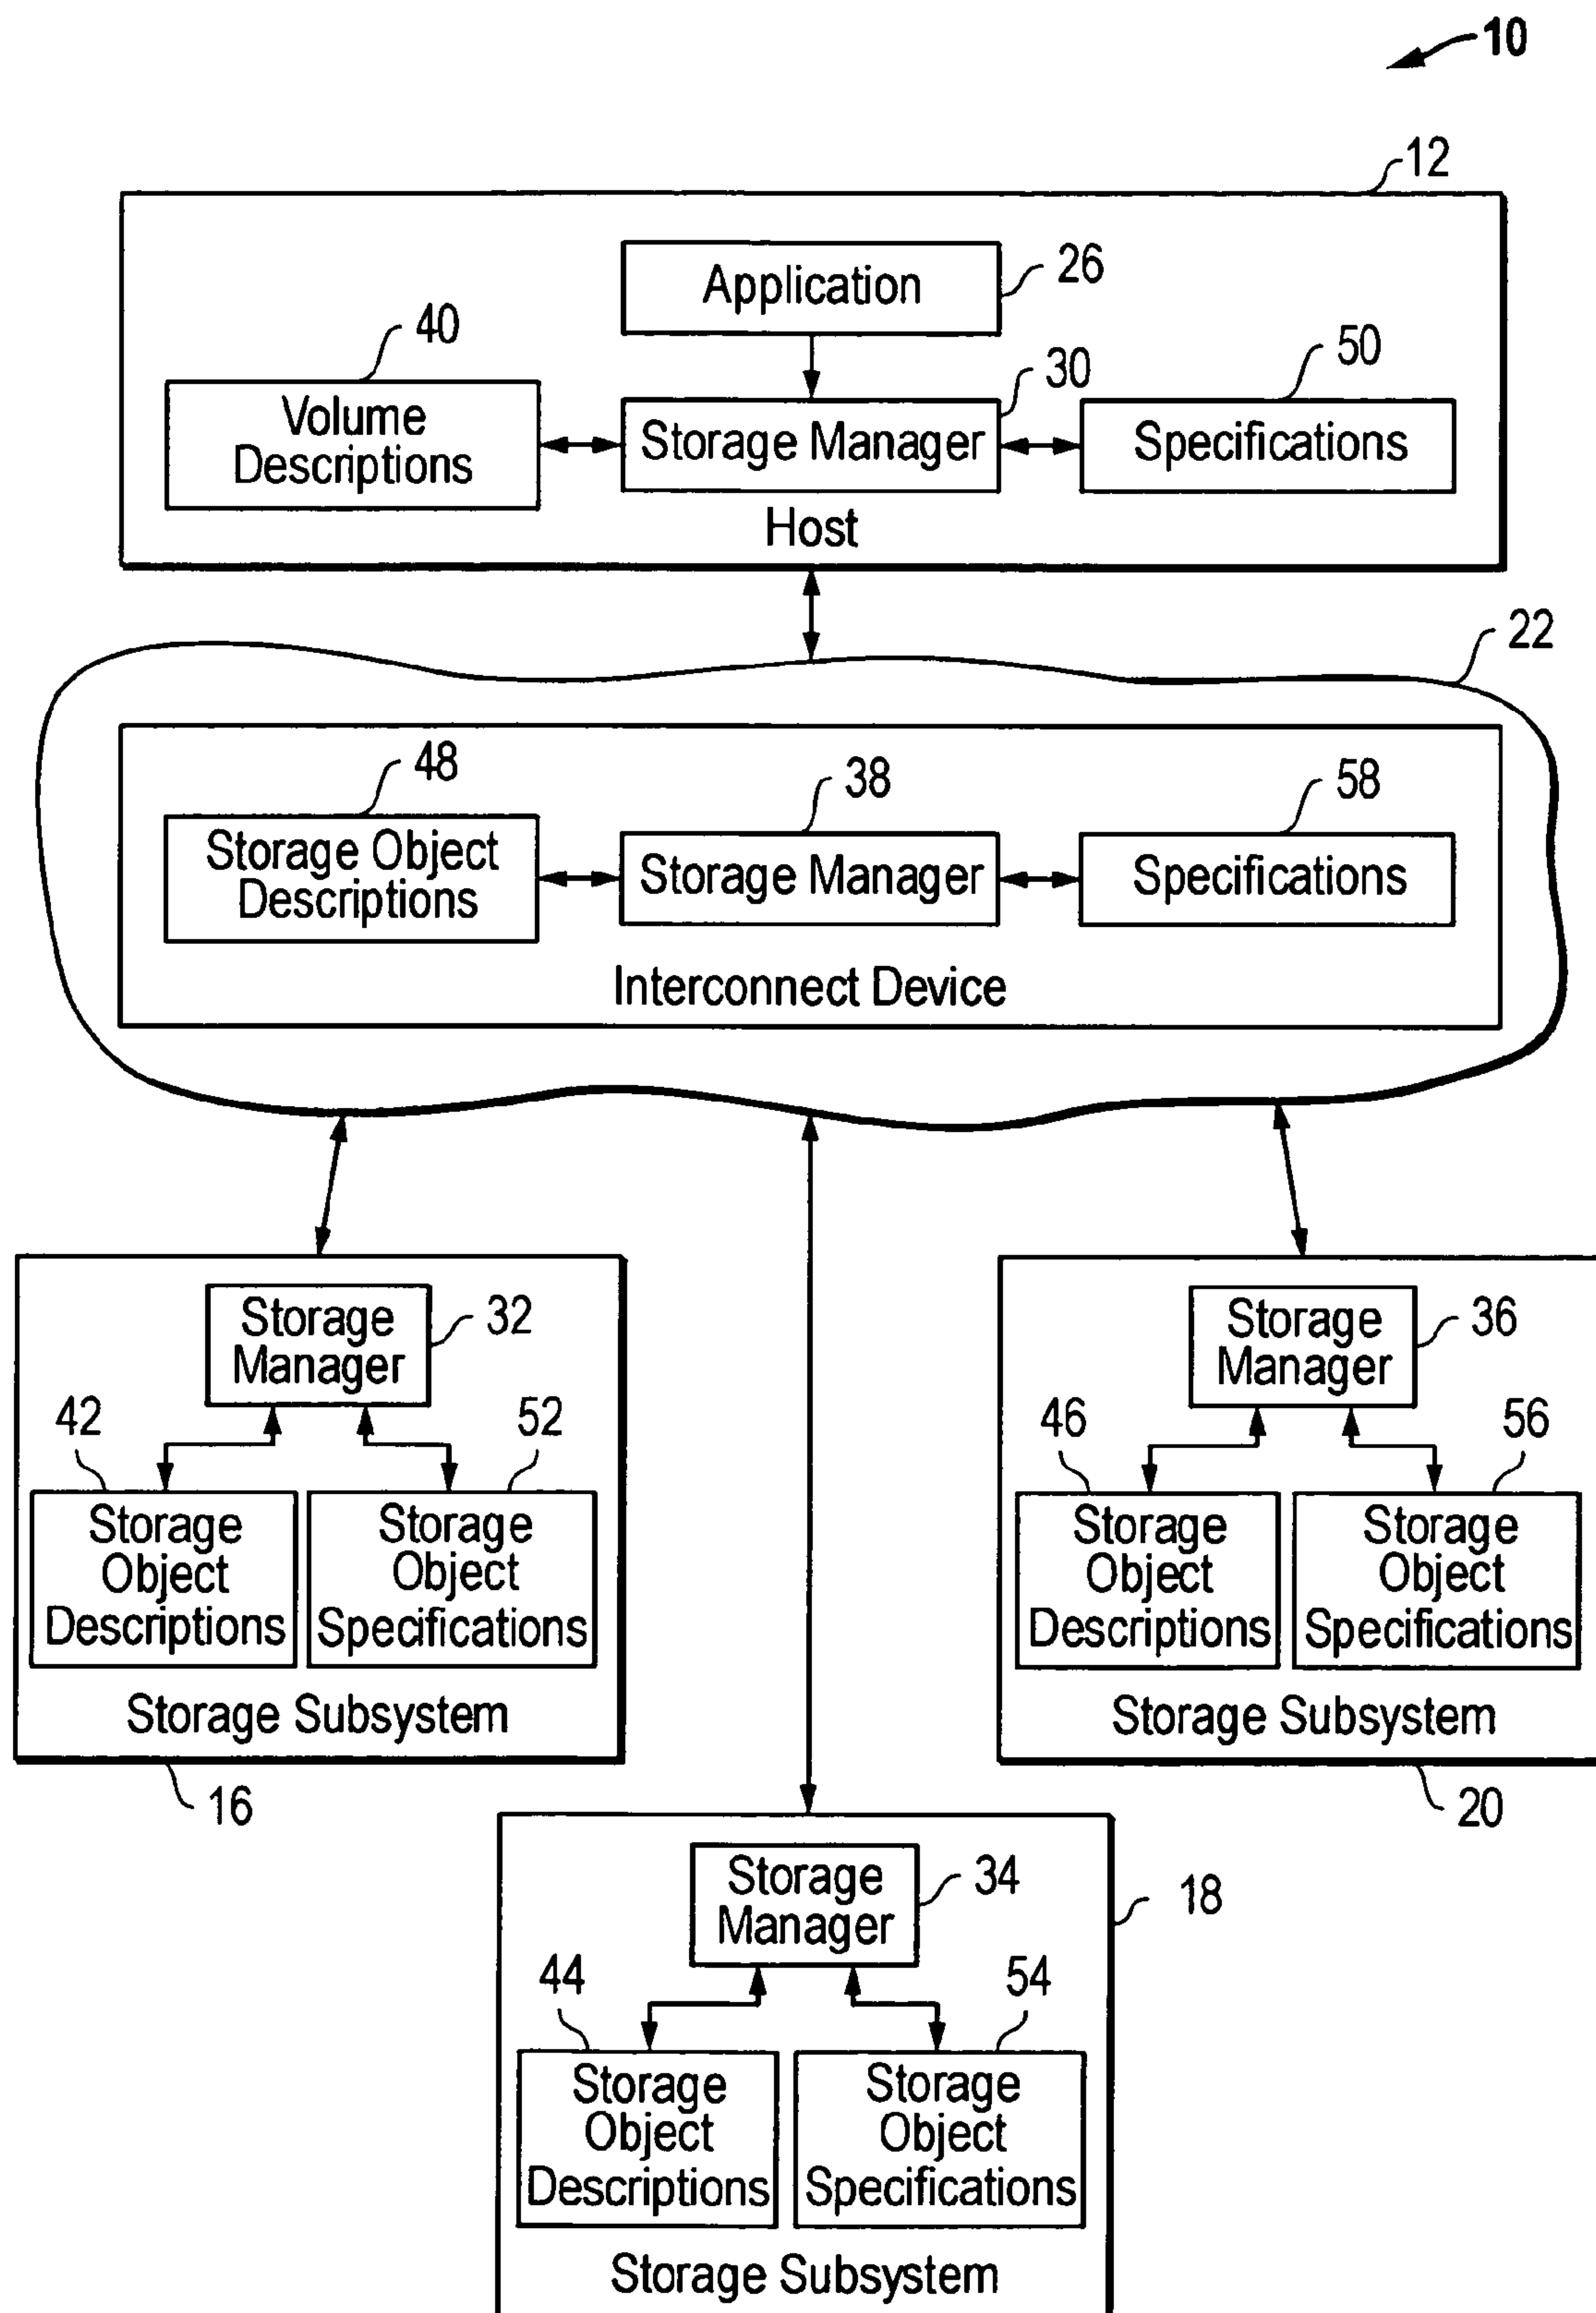 10
12
Application
26
40
30
50
Volume
Descriptions
Storage Manager
Specifications
Host
22
48
38
58
Storage Object
Descriptions
Storage Manager
Specifications
Interconnect Device
Storage
Manager
32
42
52
Storage
Object
Descriptions
Storage
Object
Specifications
Storage Subsystem
16
Storage
Manager
36
46
56
Storage
Object
Descriptions
Storage
Object
Specifications
Storage Subsystem
20
Storage
Manager
34
18
44
54
Storage
Object
Descriptions
Storage
Object
Specifications
Storage Subsystem